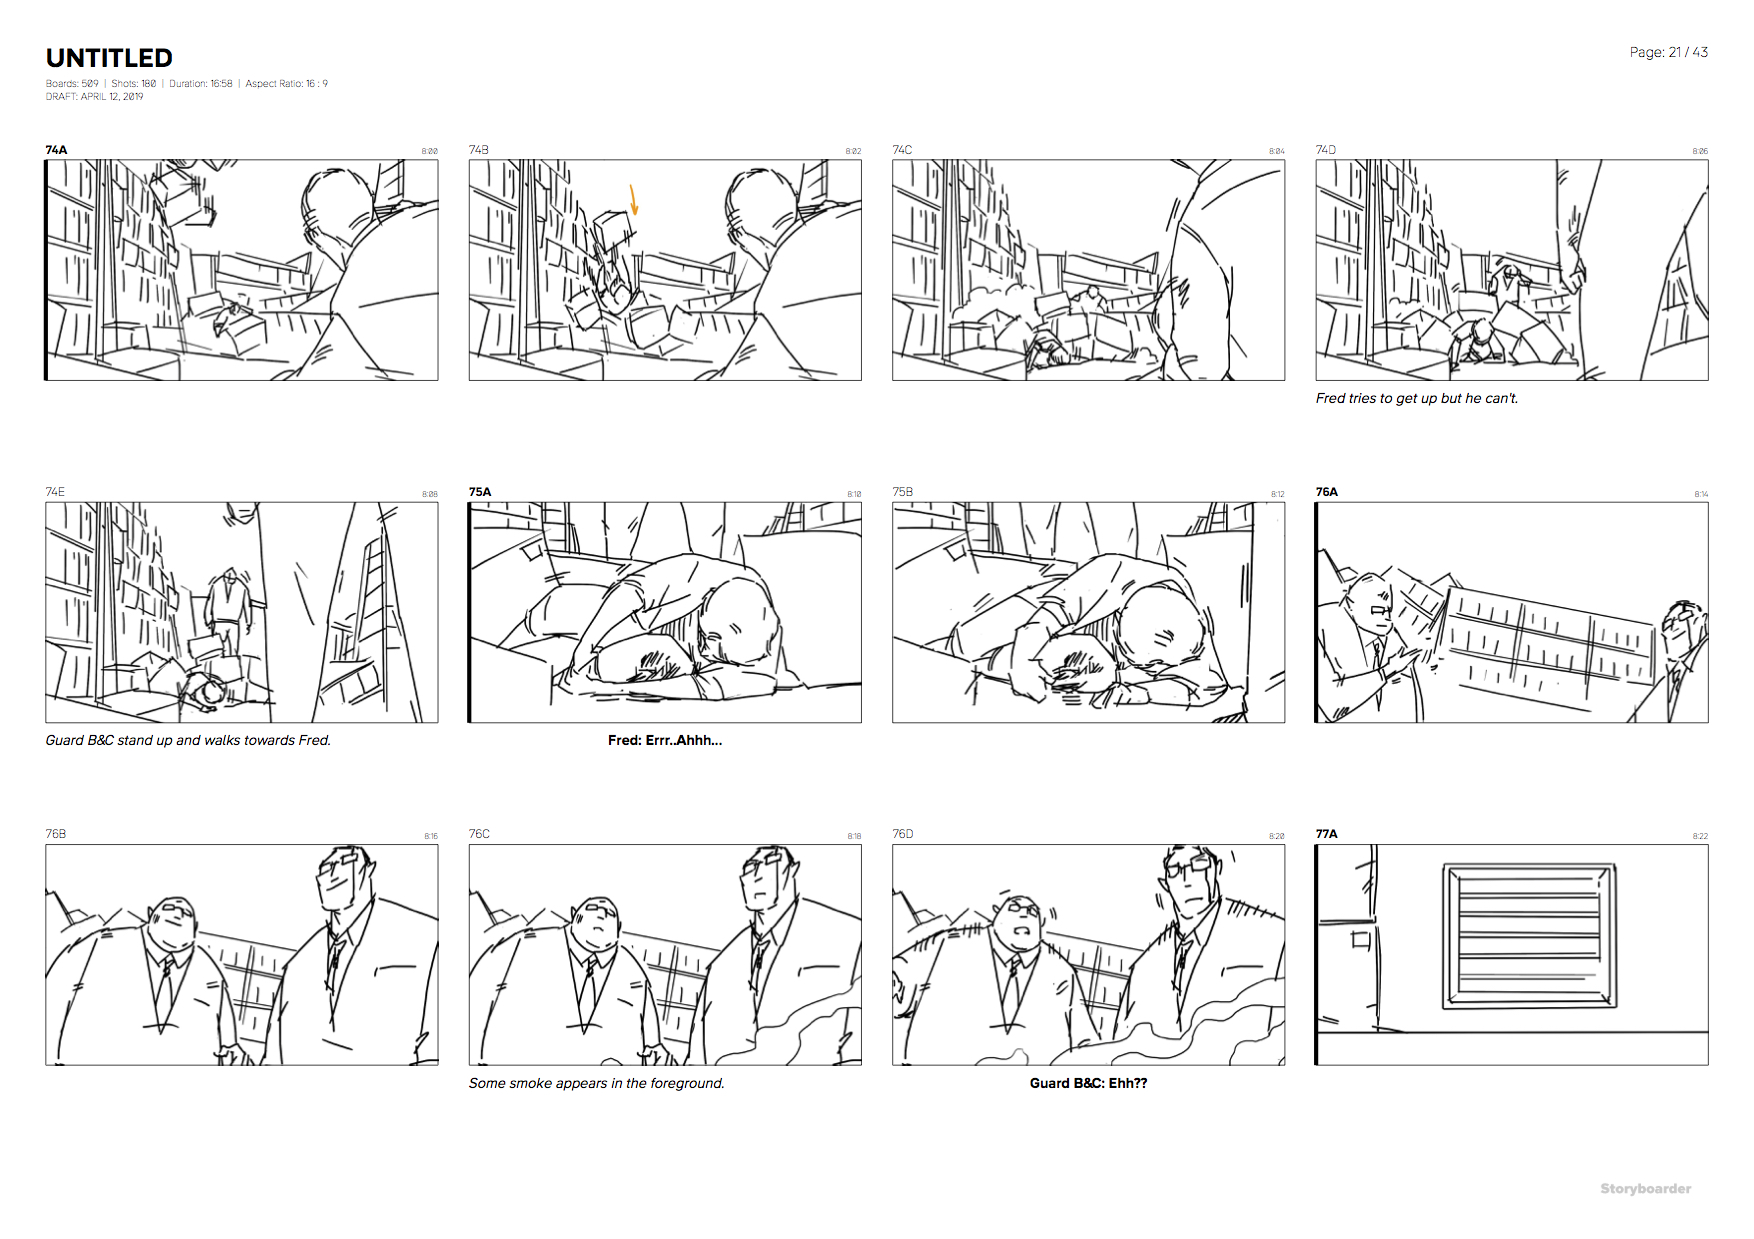 UNTITLED
Page: 21 / 43
Boards: 509 | Shots: 180 | Duration: 16:58 | Aspect Ratio: 16 : 9
DRAFT: APRIL 12, 2019
74A 8:00 74B 8:02 74C 8:04 74D 8:06
Fred tries to get up but he can't.
74E 8:08 75A 8:10 75B 8:12 76A 8:14
Guard B&C stand up and walks towards Fred.
Fred: Errr..Ahhh...
76B 8:16 76C 8:18 76D 8:20 77A 8:22
Some smoke appears in the foreground.
Guard B&C: Ehh??
Storyboarder